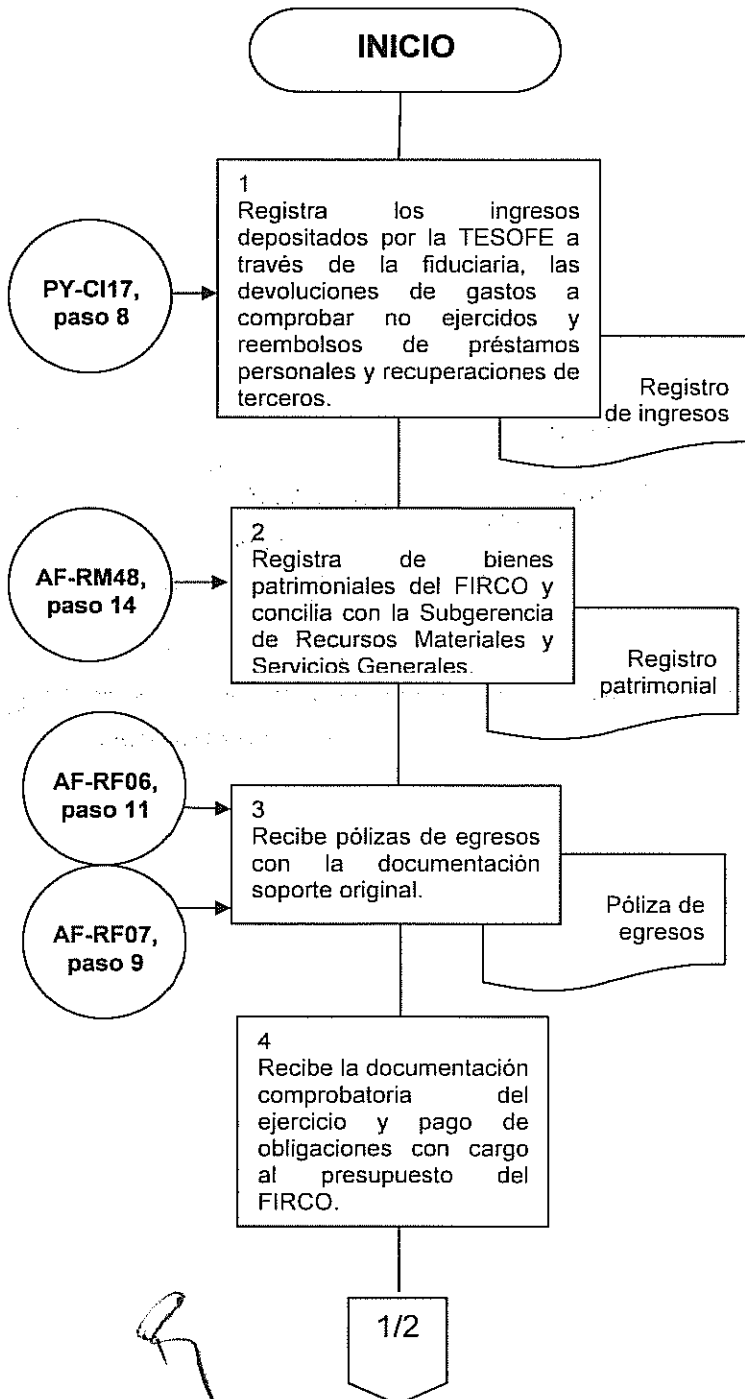 INICIO
PY-CI17,
paso 8
1
Registra los ingresos
depositados por la TESOFE a
través de la fiduciaria, las
devoluciones de gastos a
comprobar no ejercidos y
reembolsos de préstamos
personales y recuperaciones de
terceros.
Registro
de ingresos
AF-RM48,
paso 14
2
Registra de bienes
patrimoniales del FIRCO y
concilia con la Subgerencia
de Recursos Materiales y
Servicios Generales.
Registro
patrimonial
AF-RF06,
paso 11
AF-RF07,
paso 9
3
Recibe pólizas de egresos
con la documentación
soporte original.
Póliza de
egresos
4
Recibe la documentación
comprobatoria del
ejercicio y pago de
obligaciones con cargo
al presupuesto del
FIRCO.
1/2